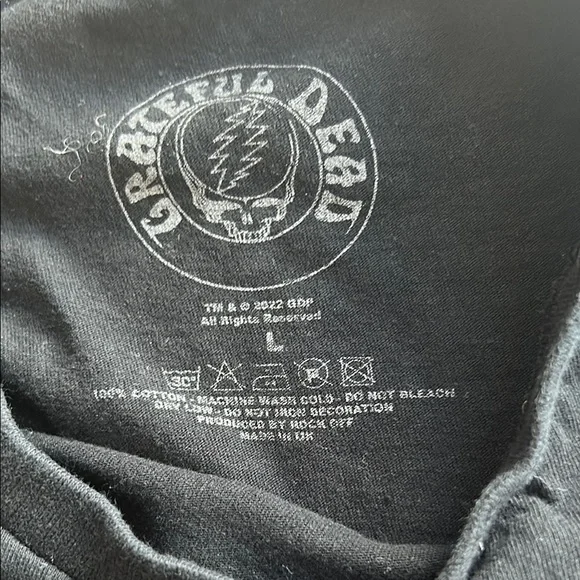 GRATEFUL DEAD
TM & © 2022 GDP
All Rights Reserved
L
30°
100% COTTON - MACHINE WASH COLD - DO NOT BLEACH
DRY LOW - DO NOT IRON DECORATION
PRODUCED BY ROCK OFF
MADE IN UK